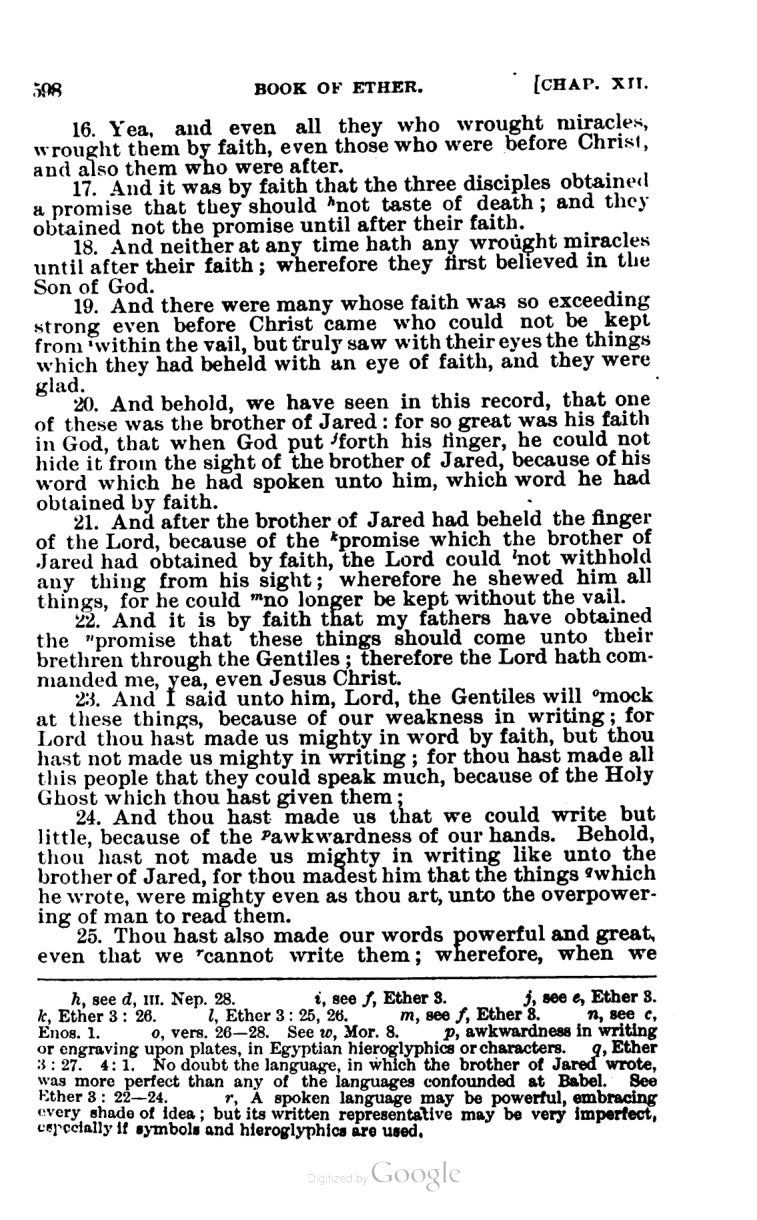 598 BOOK OF ETHER. [CHAP. XII.
16. Yea, and even all they who wrought miracles,
wrought them by faith, even those who were before Christ,
and also them who were after.
17. And it was by faith that the three disciples obtained
a promise that they should hnot taste of death; and they
obtained not the promise until after their faith.
18. And neither at any time hath any wrought miracles
until after their faith; wherefore they first believed in the
Son of God.
19. And there were many whose faith was so exceeding
strong even before Christ came who could not be kept
from iwithin the vail, but truly saw with their eyes the things
which they had beheld with an eye of faith, and they were
glad.
20. And behold, we have seen in this record, that one
of these was the brother of Jared: for so great was his faith
in God, that when God put jforth his finger, he could not
hide it from the sight of the brother of Jared, because of his
word which he had spoken unto him, which word he had
obtained by faith.
21. And after the brother of Jared had beheld the finger
of the Lord, because of the kpromise which the brother of
Jared had obtained by faith, the Lord could lnot withhold
any thing from his sight; wherefore he shewed him all
things, for he could mno longer be kept without the vail.
22. And it is by faith that my fathers have obtained
the npromise that these things should come unto their
brethren through the Gentiles; therefore the Lord hath com-
manded me, yea, even Jesus Christ.
23. And I said unto him, Lord, the Gentiles will omock
at these things, because of our weakness in writing; for
Lord thou hast made us mighty in word by faith, but thou
hast not made us mighty in writing; for thou hast made all
this people that they could speak much, because of the Holy
Ghost which thou hast given them;
24. And thou hast made us that we could write but
little, because of the pawkwardness of our hands. Behold,
thou hast not made us mighty in writing like unto the
brother of Jared, for thou madest him that the things qwhich
he wrote, were mighty even as thou art, unto the overpower-
ing of man to read them.
25. Thou hast also made our words powerful and great,
even that we rcannot write them; wherefore, when we
h, see d, III. Nep. 28. i, see f, Ether 3. j, see e, Ether 3.
k, Ether 3: 26. l, Ether 3: 25, 26. m, see f, Ether 3. n, see c,
Enos. 1. o, vers. 26—28. See w, Mor. 8. p, awkwardness in writing
or engraving upon plates, in Egyptian hieroglyphics or characters. q, Ether
3: 27. 4: 1. No doubt the language, in which the brother of Jared wrote,
was more perfect than any of the languages confounded at Babel. See
Ether 3: 22—24. r, A spoken language may be powerful, embracing
every shade of idea; but its written representative may be very imperfect,
especially if symbols and hieroglyphics are used.
Digitized by Google